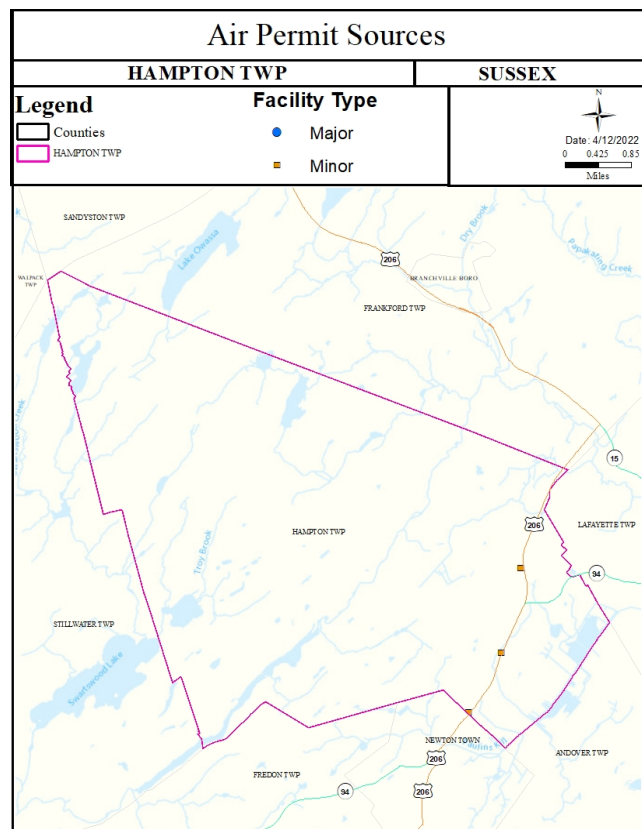 Air Permit Sources
HAMPTON TWP
SUSSEX
Legend
Counties
HAMPTON TWP
Facility Type
Major
Minor
N
Date: 4/12/2022
0 0.425 0.85
Miles
SANDYSTON TWP
Lake Owassa
Dry Brook
Papakating Creek
206
WALPACK
TWP
BRANCHVILLE BORO
FRANKFORD TWP
15
206
LAFAYETTE TWP
HAMPTON TWP
Troy Brook
94
STILLWATER TWP
Swartswood Lake
NEWTON TOWN
206
ANDOVER TWP
FREDON TWP
94
206